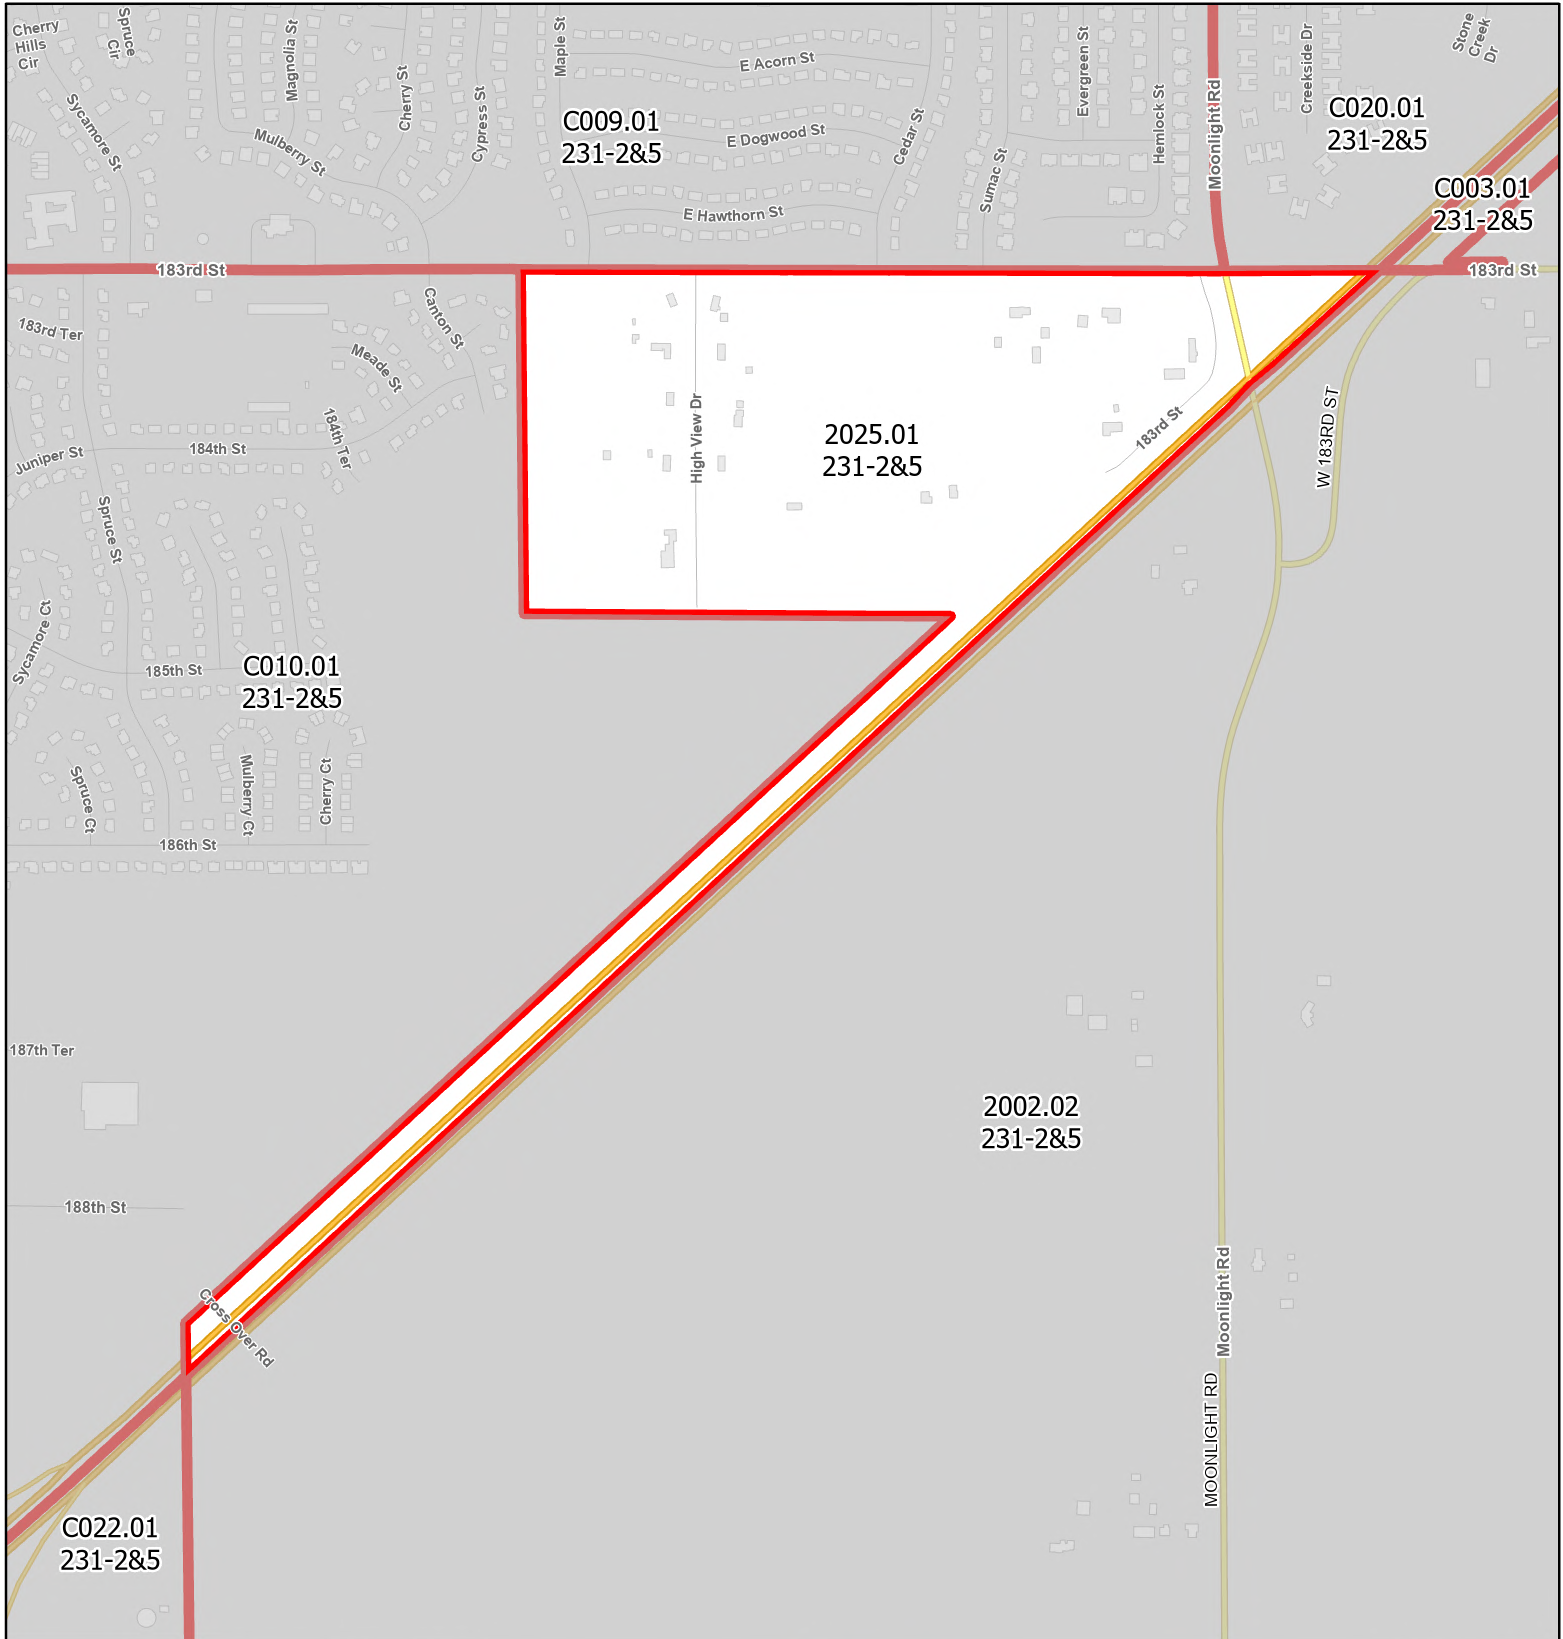 Cherry
Hills
Cir
Spruce
Cir
Magnolia St
Maple St
E Acorn St
Evergreen St
Creekside Dr
Stone
Creek
Dr
Sycamore St
Cherry St
Cypress St
C009.01
231-2&5
E Dogwood St
Cedar St
Hemlock St
Moonlight Rd
C020.01
231-2&5
Mulberry St
Sumac St
C003.01
231-2&5
E Hawthorn St
183rd St
183rd St
183rd Ter
Canton St
Meade St
High View Dr
184th Ter
184th St
Juniper St
2025.01
231-2&5
183rd St
W 183RD ST
Spruce St
Sycamore Ct
185th St
C010.01
231-2&5
Spruce Ct
Mulberry Ct
Cherry Ct
186th St
187th Ter
2002.02
231-2&5
188th St
Cross Over Rd
Moonlight Rd
MOONLIGHT RD
C022.01
231-2&5